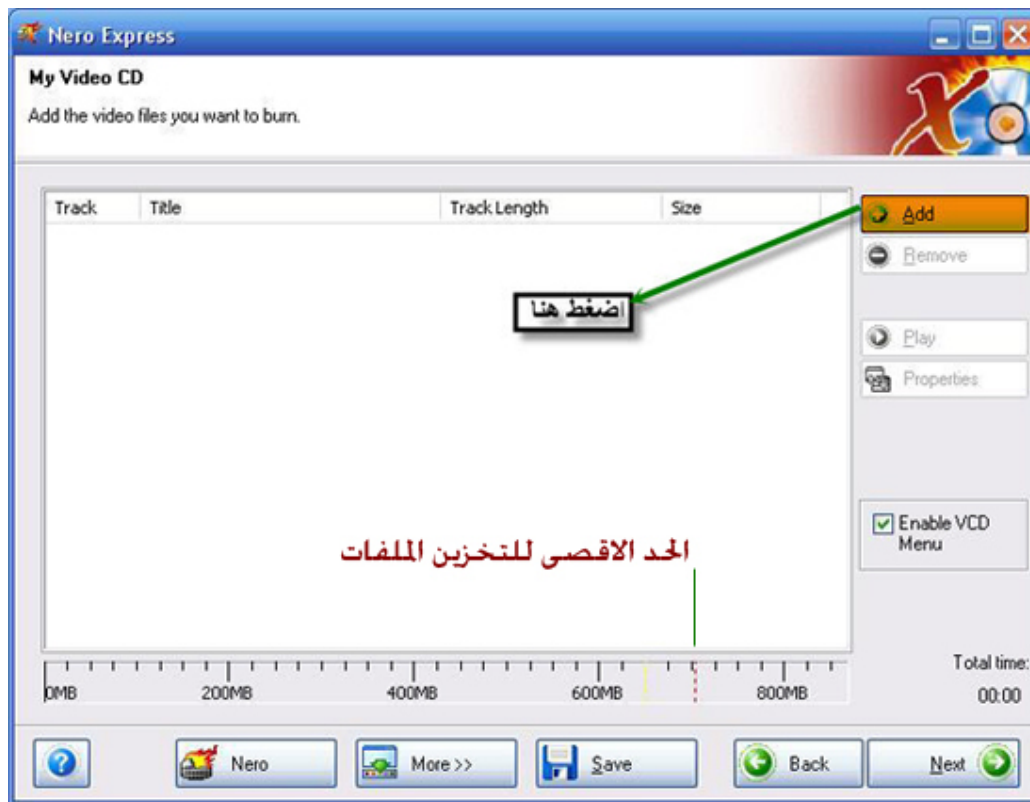 Nero Express
My Video CD
Add the video files you want to burn.
Track Title Track Length Size
Add
Remove
اضغط هنا
Play
Properties
Enable VCD
Menu
الحد الاقصى للتخزين الملفات
0MB 200MB 400MB 600MB 800MB
Total time:
00:00
Nero More >> Save Back Next